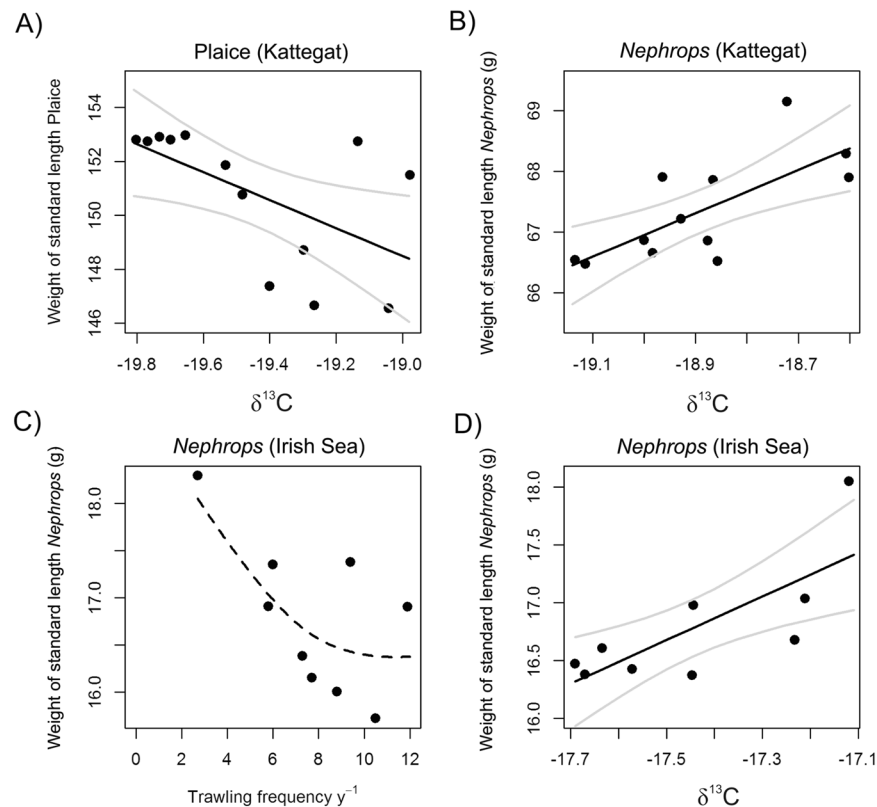 A)
Plaice (Kattegat)
Weight of standard length Plaice
154
152
150
148
146
-19.8
-19.6
-19.4
-19.2
-19.0
δ¹³C
B)
Nephrops (Kattegat)
Weight of standard length Nephrops (g)
69
68
67
66
-19.1
-18.9
-18.7
δ¹³C
C)
Nephrops (Irish Sea)
Weight of standard length Nephrops (g)
18.0
17.0
16.0
0
2
4
6
8
10
12
Trawling frequency y⁻¹
D)
Nephrops (Irish Sea)
Weight of standard length Nephrops (g)
18.0
17.5
17.0
16.5
16.0
-17.7
-17.5
-17.3
-17.1
δ¹³C